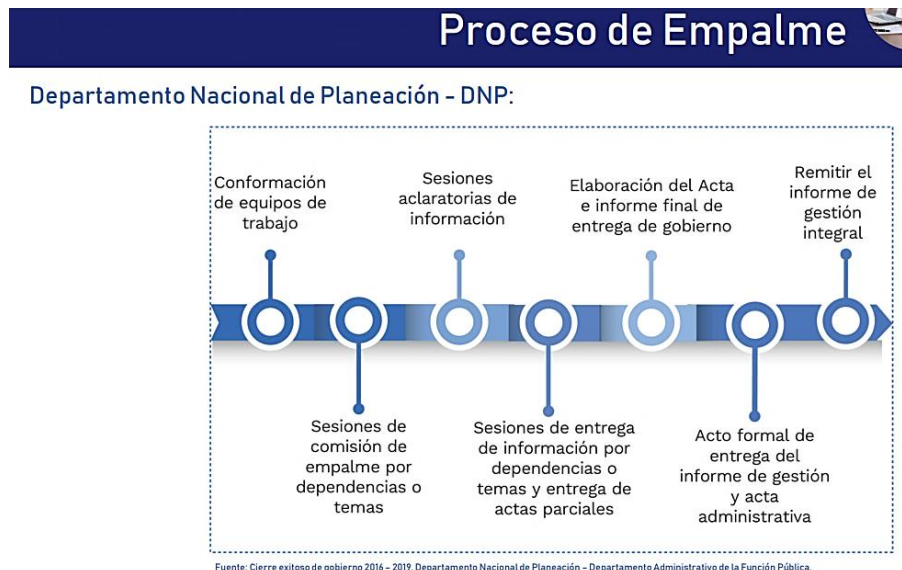 Proceso de Empalme
Departamento Nacional de Planeación - DNP:
Conformación
de equipos de
trabajo
Sesiones de
comisión de
empalme por
dependencias o
temas
Sesiones
aclaratorias de
información
Sesiones de entrega
de información por
dependencias o
temas y entrega de
actas parciales
Elaboración del Acta
e informe final de
entrega de gobierno
Acto formal de
entrega del
informe de gestión
y acta
administrativa
Remitir el
informe de
gestión
integral
Fuente: Cierre exitoso de gobierno 2016 – 2019. Departamento Nacional de Planeación – Departamento Administrativo de la Función Pública.